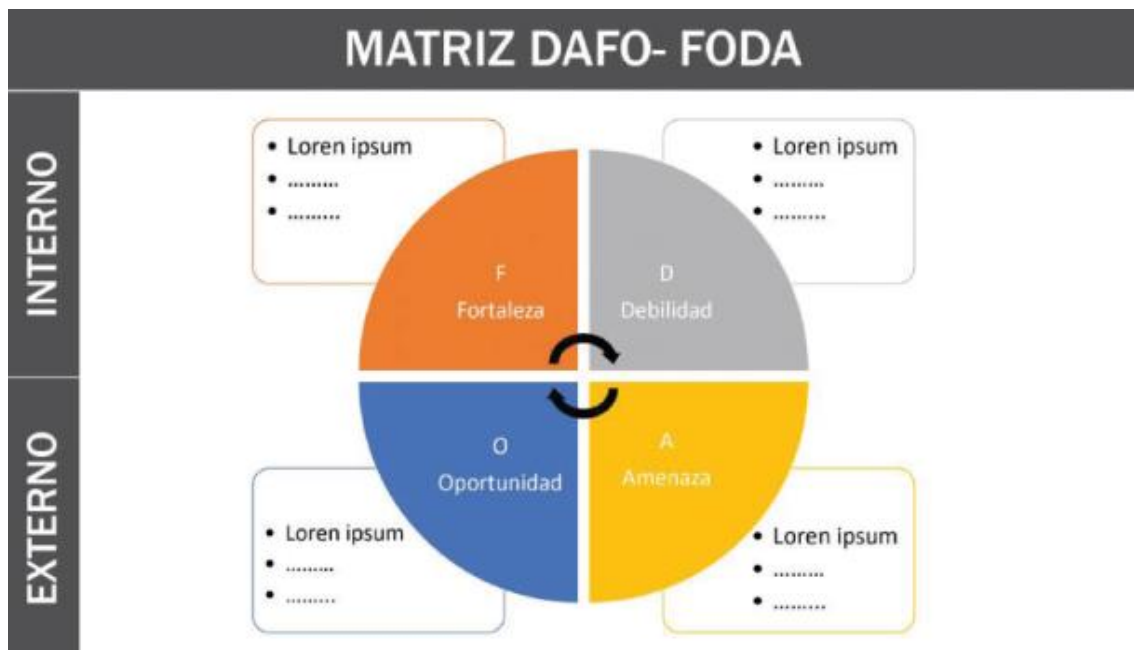 MATRIZ DAFO- FODA
INTERNO
• Loren ipsum
• .........
• .........
F
Fortaleza
• Loren ipsum
• ........
• .........
D
Debilidad
EXTERNO
O
Oportunidad
• Loren ipsum
• .........
• .........
A
Amenaza
• Loren ipsum
• ........
• .........